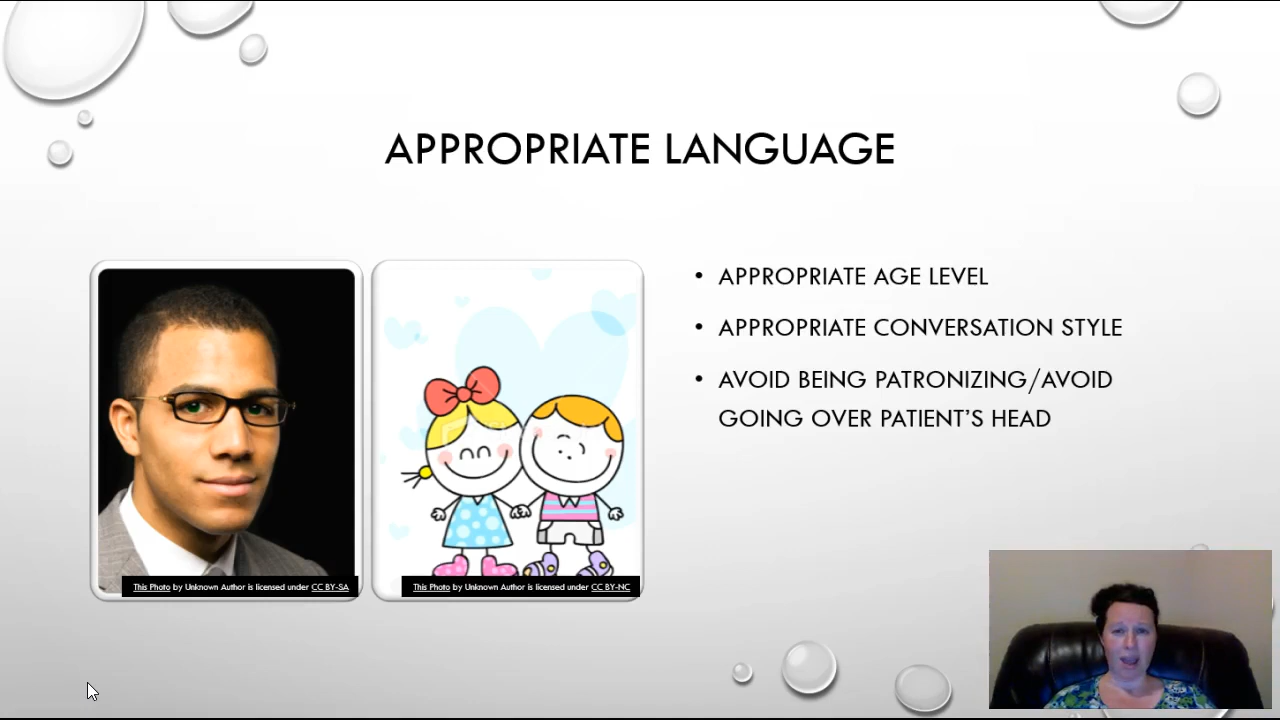 APPROPRIATE LANGUAGE
• APPROPRIATE AGE LEVEL
• APPROPRIATE CONVERSATION STYLE
• AVOID BEING PATRONIZING/AVOID
GOING OVER PATIENT’S HEAD
This Photo by Unknown Author is licensed under CC BY-SA
This Photo by Unknown Author is licensed under CC BY-NC